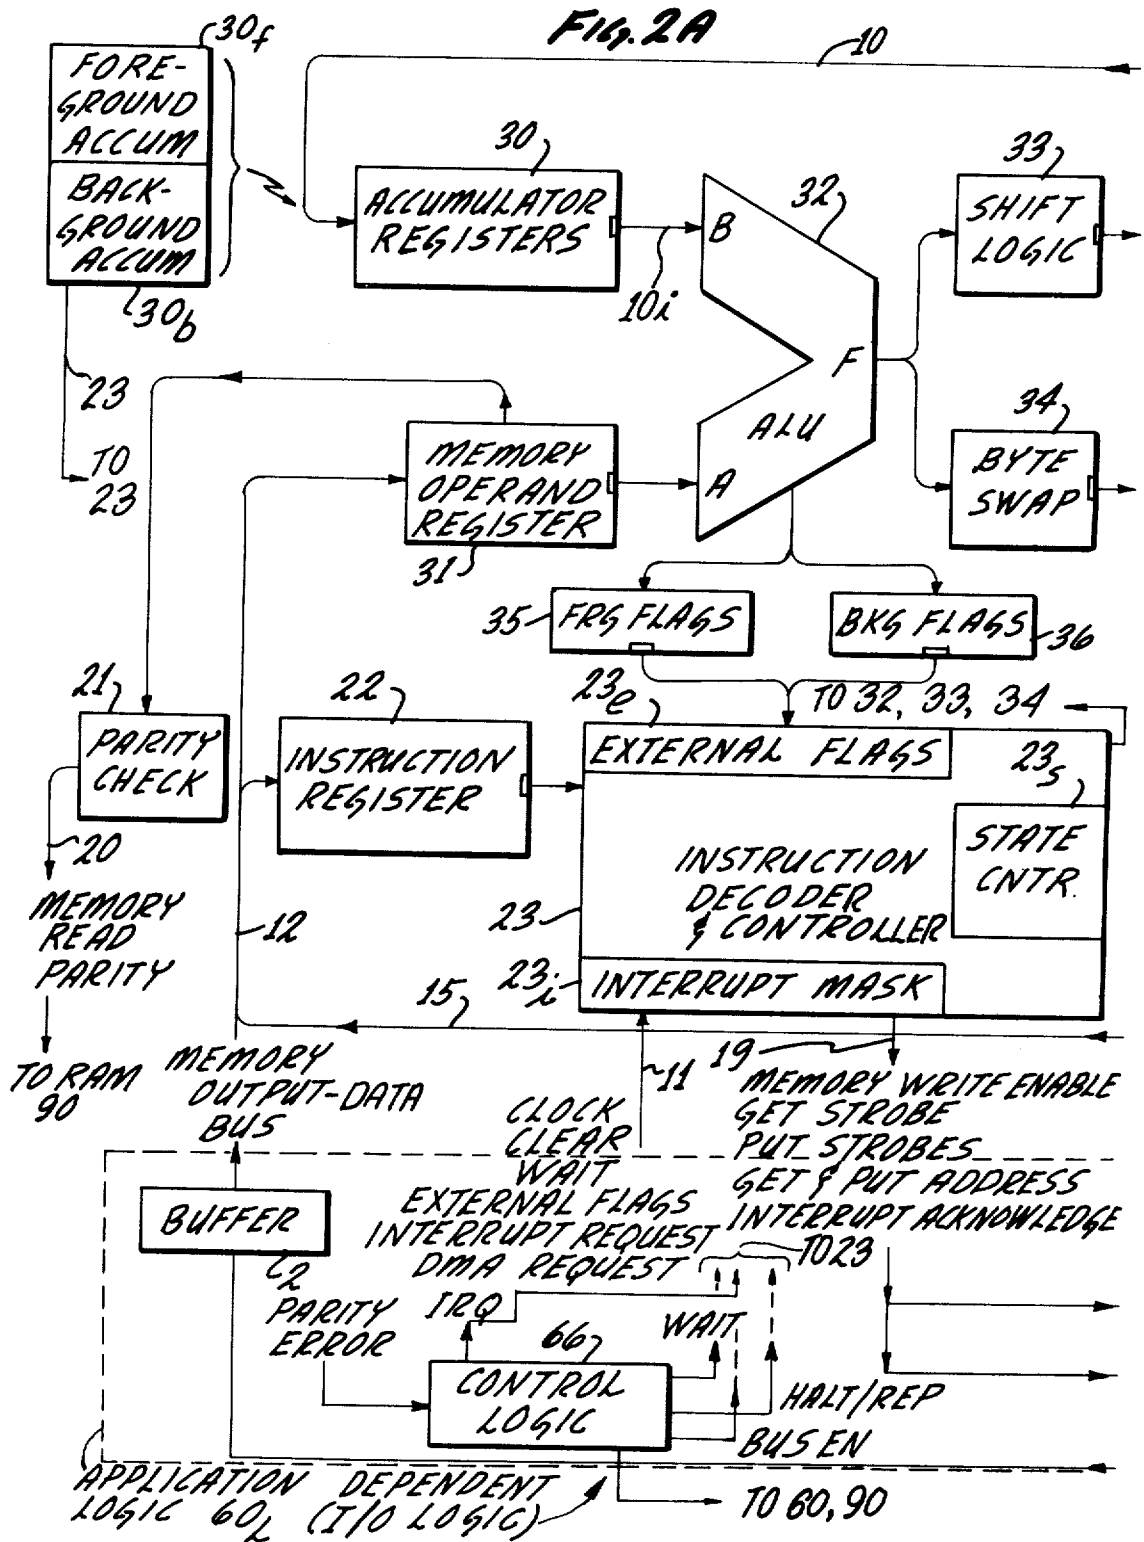 FIG. 2A
30f
FORE-
GROUND
ACCUM
BACK-
GROUND
ACCUM
30b
23
TO
23
10
30
ACCUMULATOR
REGISTERS
10i
B
32
F
ALU
A
33
SHIFT
LOGIC
34
BYTE
SWAP
MEMORY
OPERAND
REGISTER
31
35
FRG FLAGS
BKG FLAGS
36
21
PARITY
CHECK
20
MEMORY
READ
PARITY
TO RAM
90
22
INSTRUCTION
REGISTER
23e
TO 32, 33, 34
EXTERNAL FLAGS
23s
STATE
CNTR.
INSTRUCTION
DECODER
& CONTROLLER
23
23i
INTERRUPT MASK
12
15
19
11
MEMORY
OUTPUT-DATA
BUS
CLOCK
CLEAR
WAIT
EXTERNAL FLAGS
INTERRUPT REQUEST
DMA REQUEST
MEMORY WRITE ENABLE
GET STROBE
PUT STROBES
GET & PUT ADDRESS
INTERRUPT ACKNOWLEDGE
TO 23
BUFFER
2
PARITY
ERROR
IRQ
WAIT
66
CONTROL
LOGIC
HALT/REP
BUS EN
APPLICATION DEPENDENT
LOGIC 60L (I/O LOGIC)
TO 60, 90